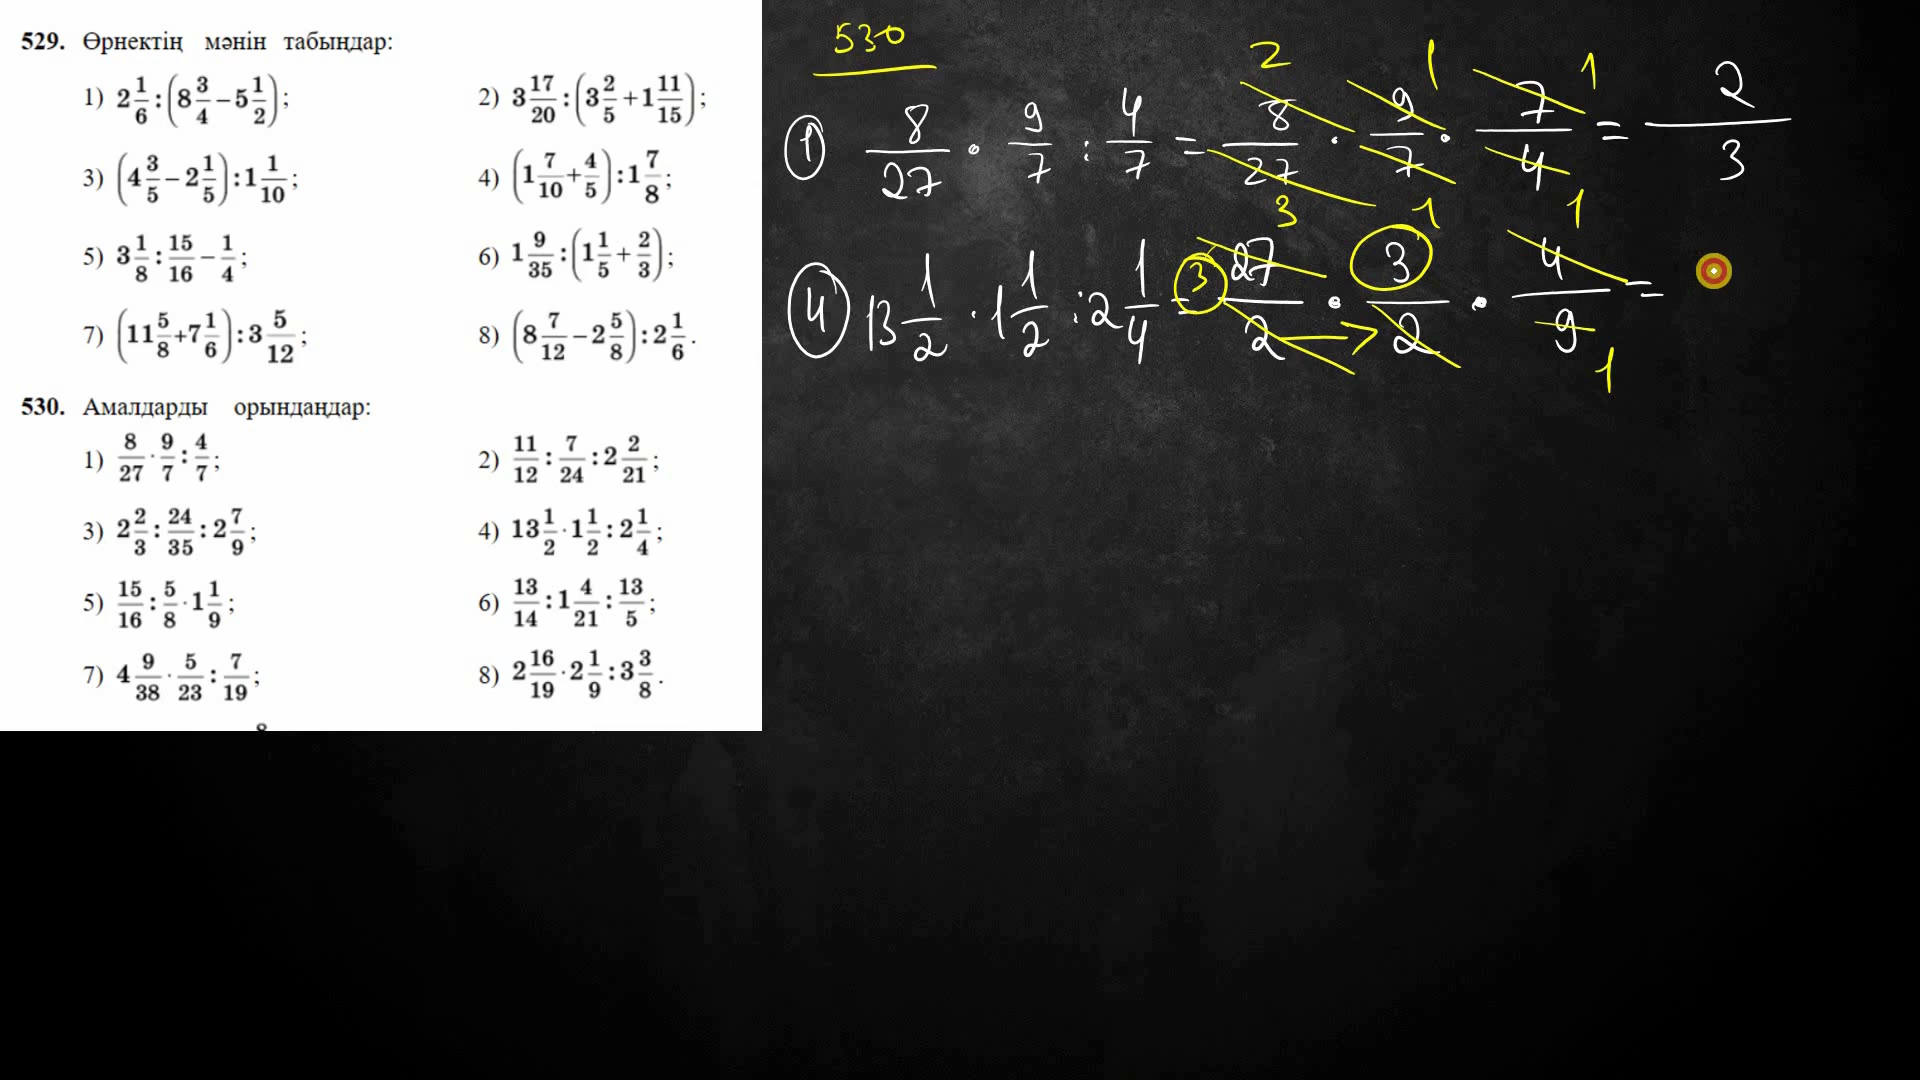 529. Өрнектің мәнін табыңдар:
1) 2 1/6 : (8 3/4 − 5 1/2); 2) 3 17/20 : (3 2/5 + 1 11/15);
3) (4 3/5 − 2 1/5) : 1 1/10; 4) (1 7/10 + 4/5) : 1 7/8;
5) 3 1/8 : 15/16 − 1/4; 6) 1 9/35 : (1 1/5 + 2/3);
7) (11 5/8 + 7 1/6) : 3 5/12; 8) (8 7/12 − 2 5/8) : 2 1/6.
530. Амалдарды орындаңдар:
1) 8/27 · 9/7 : 4/7; 2) 11/12 : 7/24 : 2 2/21;
3) 2 2/3 : 24/35 : 2 7/9; 4) 13 1/2 · 1 1/2 : 2 1/4;
5) 15/16 : 5/8 · 1 1/9; 6) 13/14 : 1 4/21 : 13/5;
7) 4 9/38 · 5/23 : 7/19; 8) 2 16/19 · 2 1/9 : 3 3/8.
530
2 1 1
1 8/27 · 9/7 : 4/7 = 8/27 · 9/7 · 7/4 = 2/3
3 1 1
4 13 1/2 · 1 1/2 : 2 1/4 = 3 27/2 · 3/2 · 4/9 =
1